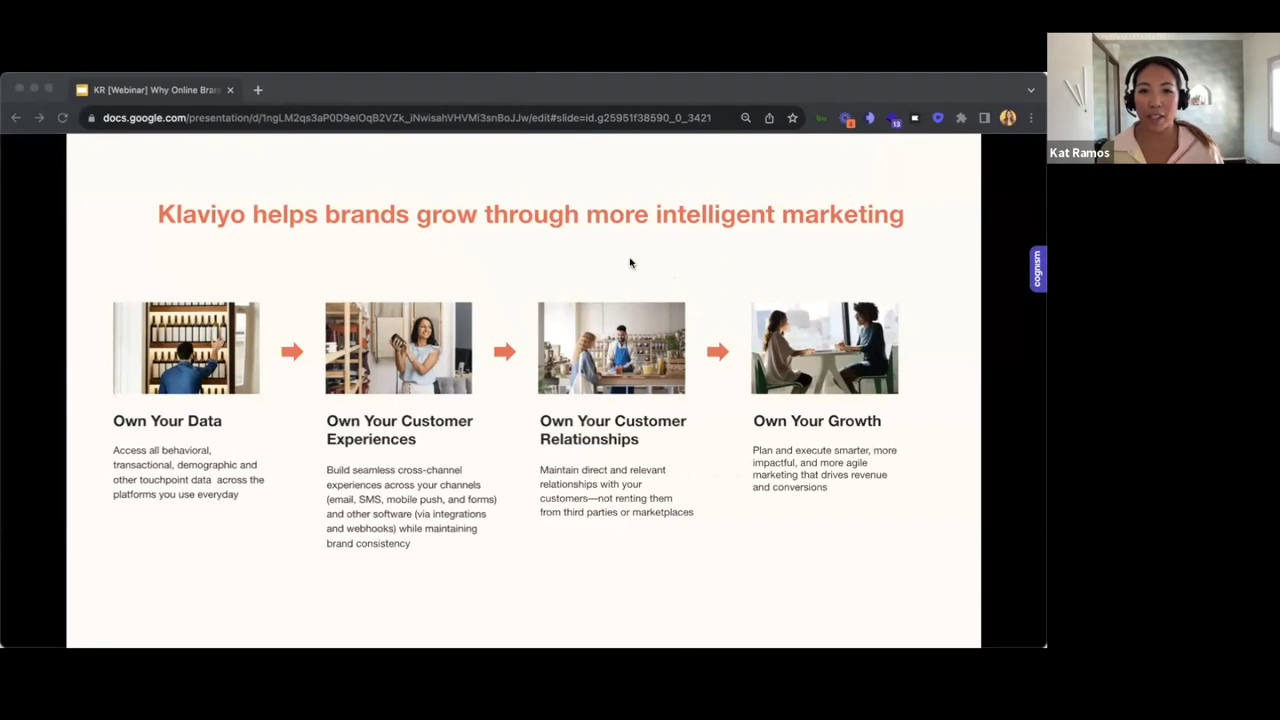 KR [Webinar] Why Online Bran
docs.google.com/presentation/d/1ngLM2qs3aP0D9elOqB2VZk_iNwisahVHVMi3snBoJJw/edit#slide=id.g25951f38590_0_3421
13
Kat Ramos
cognism
Klaviyo helps brands grow through more intelligent marketing
Own Your Data
Access all behavioral,
transactional, demographic and
other touchpoint data across the
platforms you use everyday
Own Your Customer
Experiences
Build seamless cross-channel
experiences across your channels
(email, SMS, mobile push, and forms)
and other software (via integrations
and webhooks) while maintaining
brand consistency
Own Your Customer
Relationships
Maintain direct and relevant
relationships with your
customers—not renting them
from third parties or marketplaces
Own Your Growth
Plan and execute smarter, more
impactful, and more agile
marketing that drives revenue
and conversions